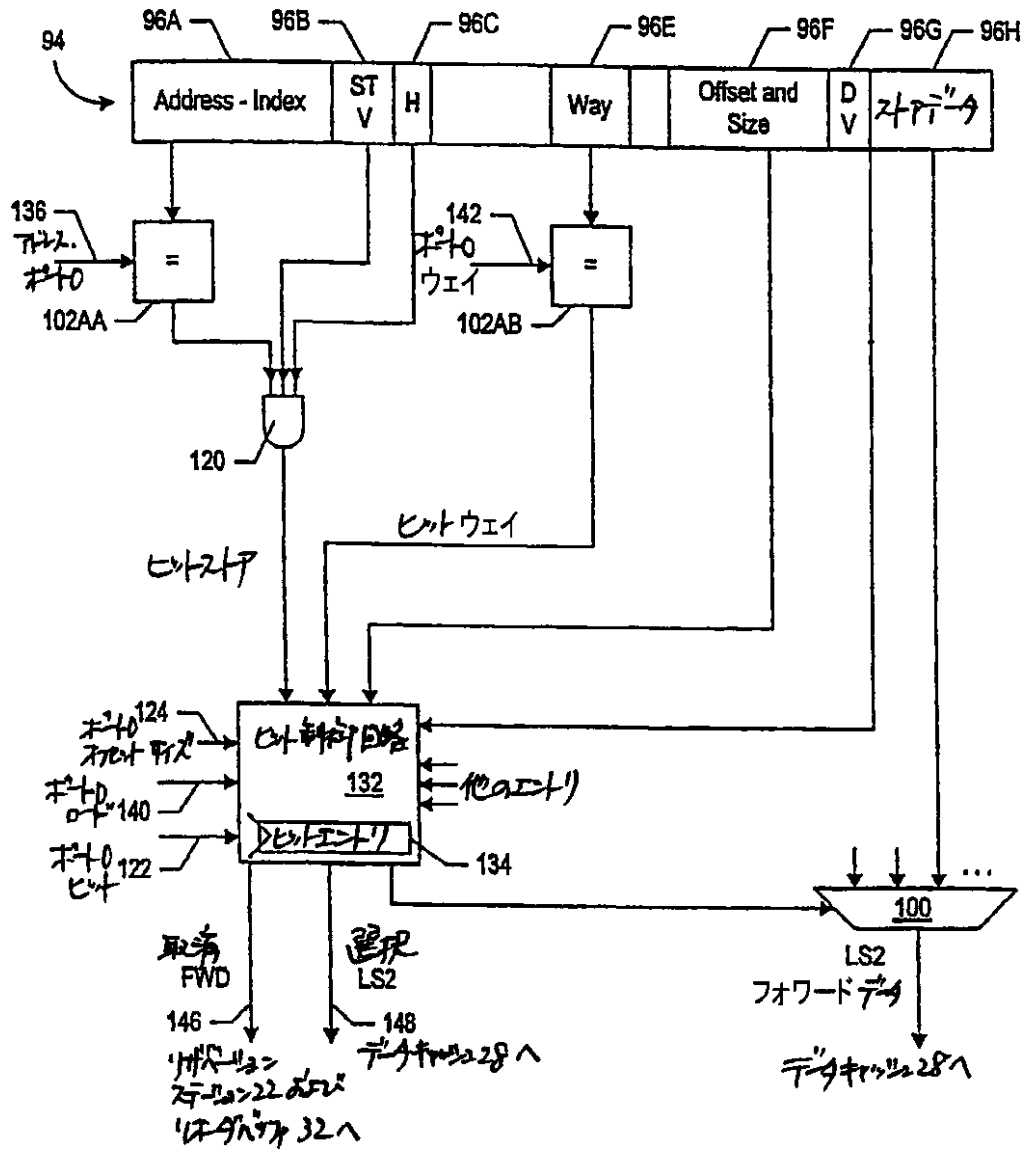 96A
96B
96C
96E
96F
96G
96H
94
Address - Index
ST
V
H
Way
Offset and
Size
D
V
ストアデータ
136
アドレス.
ポート0
=
102AA
142
ポート0
ウェイ
=
102AB
120
ヒットウェイ
ヒットストア
ポート0 124
オフセットサイズ
ヒット制御回路
132
他のエントリ
ポート0
ロード 140
ヒットエントリ
134
ポート0 122
ヒット
...
100
取消
FWD
選択
LS2
LS2
フォワードデータ
146
148
リザベーション
ステーション22および
リオーダバッファ 32へ
データキャッシュ28へ
データキャッシュ28へ